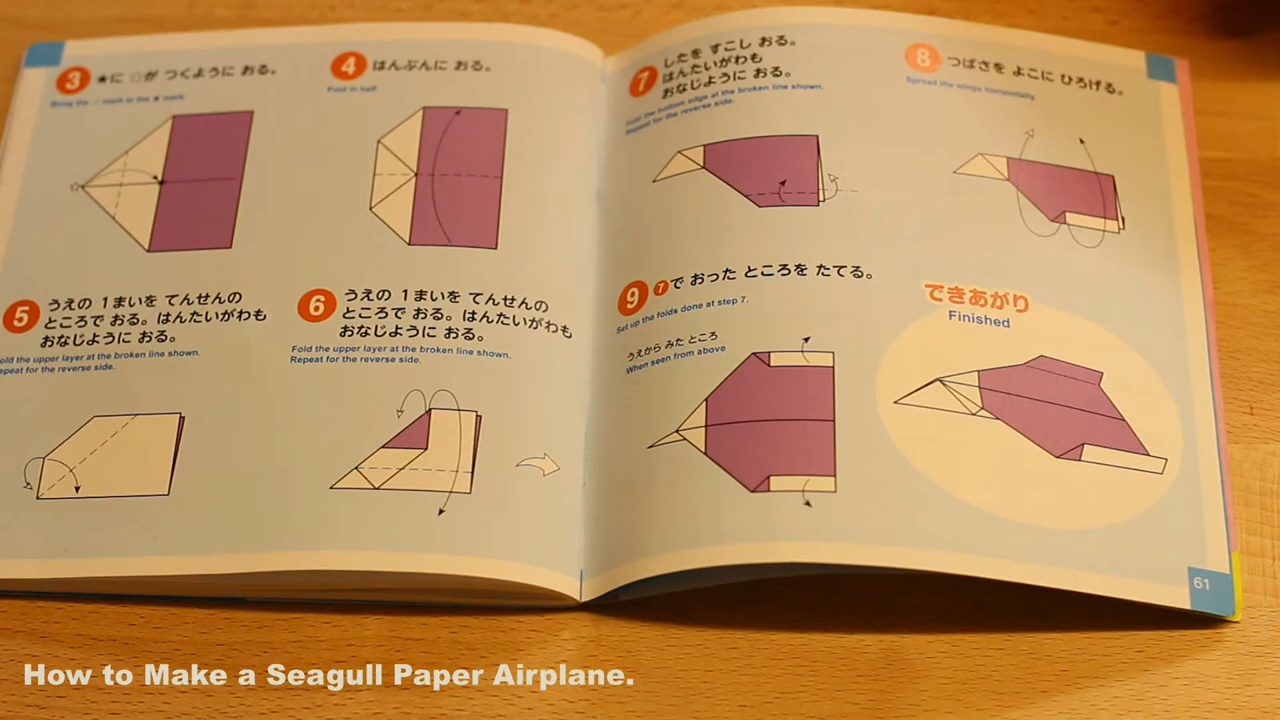 3 ★に ☆が つくように おる。
Bring the ☆ mark to the ★ mark.
4 はんぶんに おる。
Fold in half.
5 うえの 1まいを てんせんの
ところで おる。はんたいがわも
おなじように おる。
old the upper layer at the broken line shown.
epeat for the reverse side.
6 うえの 1まいを てんせんの
ところで おる。はんたいがわも
おなじように おる。
Fold the upper layer at the broken line shown.
Repeat for the reverse side.
7 したを すこし おる。
はんたいがわも
おなじように おる。
Fold the bottom edge at the broken line shown.
Repeat for the reverse side.
8 つばさを よこに ひろげる。
Spread the wings horizontally.
9 7で おった ところを たてる。
Set up the folds done at step 7.
うえから みた ところ
When seen from above
できあがり
Finished
61
How to Make a Seagull Paper Airplane.